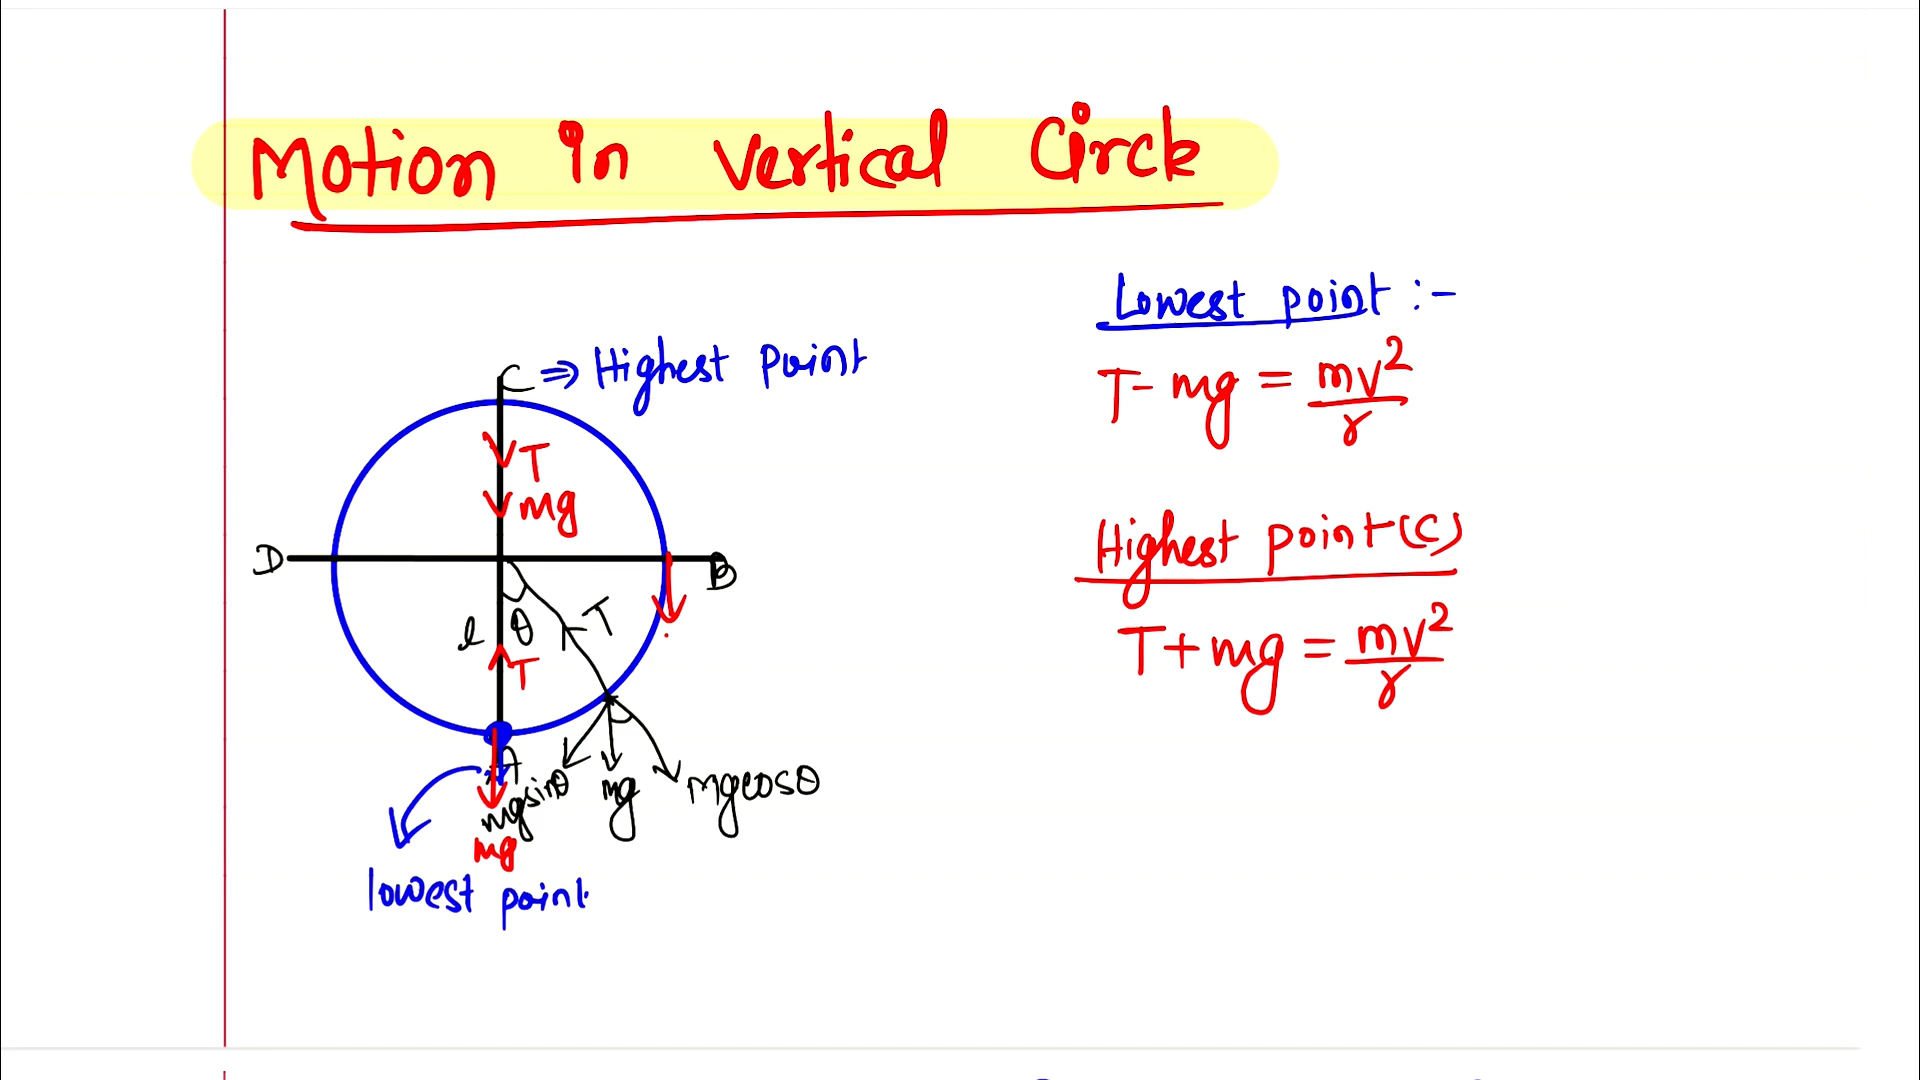 Motion in vertical Circle
Lowest point :-
T - mg = mv²/r
C ⇒ Highest point
T
mg
D
B
Highest point (C)
T + mg = mv²/r
l
θ
T
T
A
mgsinθ
mg
mgcosθ
mg
lowest point